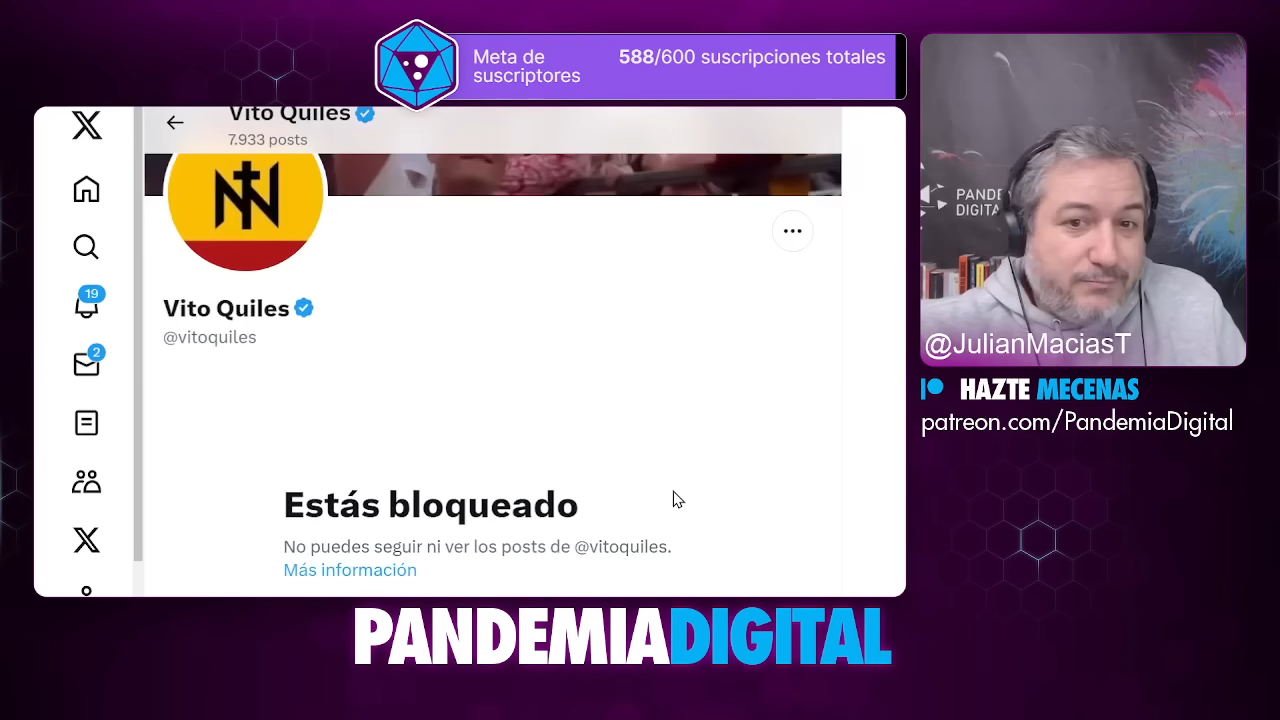 Meta de
suscriptores
588/600 suscripciones totales
Vito Quiles
7.933 posts
Vito Quiles
@vitoquiles
19
2
Estás bloqueado
No puedes seguir ni ver los posts de @vitoquiles.
Más información
PANDEMIADIGITAL
DIGITA
@JulianMaciasT
HAZTE MECENAS
patreon.com/PandemiaDigital